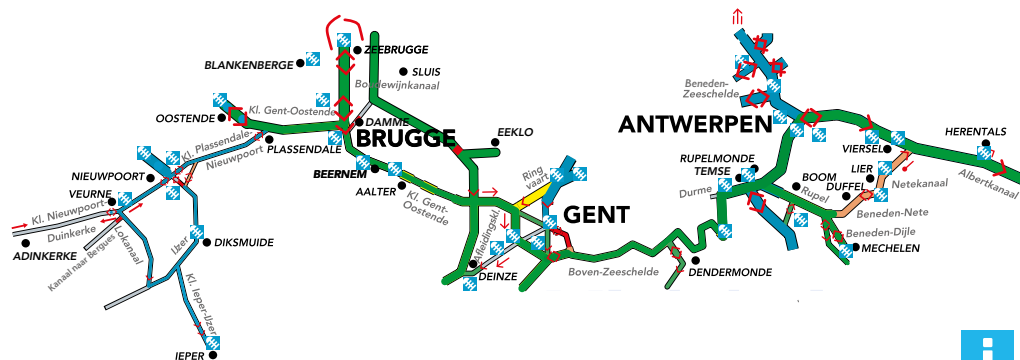 ZEEBRUGGE
BLANKENBERGE
SLUIS
Boudewijnkanaal
Beneden-
Zeeschelde
Kl. Gent-Oostende
OOSTENDE
DAMME
BRUGGE
EEKLO
ANTWERPEN
HERENTALS
VIERSEL
Kl. Plassendale-
Nieuwpoort
PLASSENDALE
RUPELMONDE
TEMSE
LIER
BOOM
DUFFEL
Netekanaal
Albertkanaal
NIEUWPOORT
BEERNEM
AALTER
Ring
vaart
VEURNE
Kl. Gent-
Oostende
Durme
Rupel
Beneden-Nete
Kl. Nieuwpoort-
Duinkerke
GENT
Beneden-Dijle
MECHELEN
ADINKERKE
Kanaal naar Bergues
Lokanaal
IJzer
DIKSMUIDE
Afleidingskl.
DEINZE
Boven-Zeeschelde
DENDERMONDE
Kl. Ieper-IJzer
IEPER
i